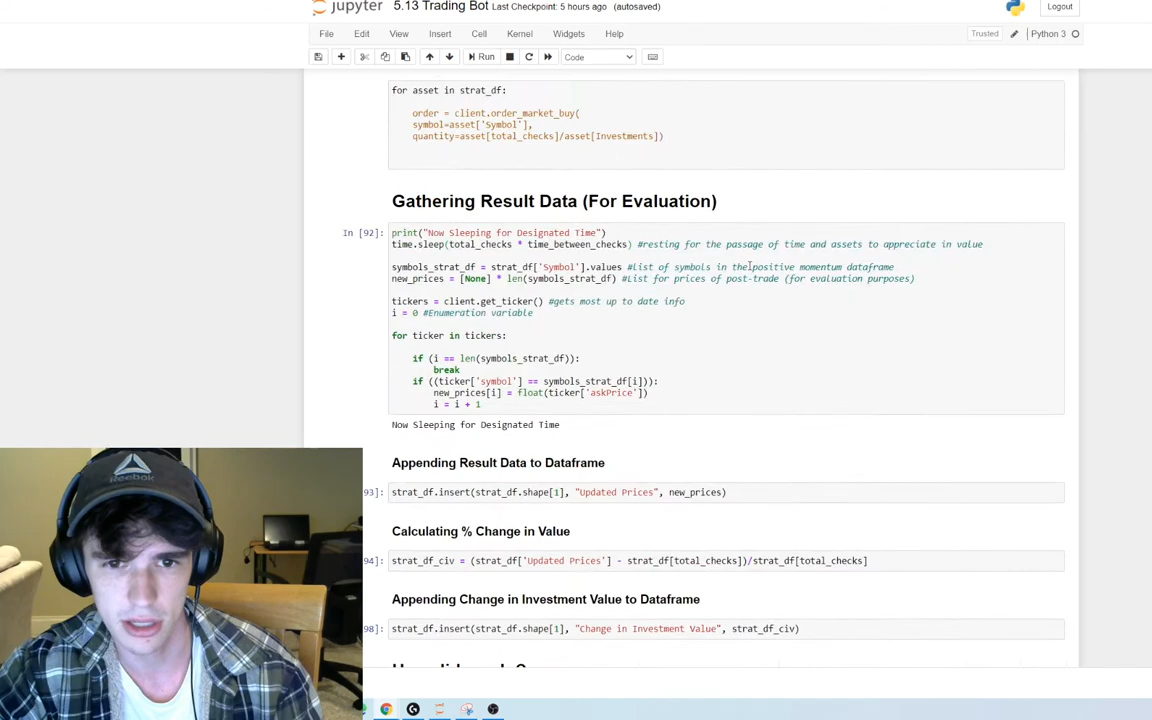 jupyter 5.13 Trading Bot Last Checkpoint: 5 hours ago (autosaved)
Logout
File Edit View Insert Cell Kernel Widgets Help
Trusted Python 3
Run Code
for asset in strat_df:
order = client.order_market_buy(
symbol=asset['Symbol'],
quantity=asset[total_checks]/asset[Investments])
Gathering Result Data (For Evaluation)
In [92]:
print("Now Sleeping for Designated Time")
time.sleep(total_checks * time_between_checks) #resting for the passage of time and assets to appreciate in value
symbols_strat_df = strat_df['Symbol'].values #list of symbols in the positive momentum dataframe
new_prices = [None] * len(symbols_strat_df) #List for prices of post-trade (for evaluation purposes)
tickers = client.get_ticker() #gets most up to date info
i = 0 #Enumeration variable
for ticker in tickers:
if (i == len(symbols_strat_df)):
break
if ((ticker['symbol'] == symbols_strat_df[i])):
new_prices[i] = float(ticker['askPrice'])
i = i + 1
Now Sleeping for Designated Time
Appending Result Data to Dataframe
93]: strat_df.insert(strat_df.shape[1], "Updated Prices", new_prices)
Calculating % Change in Value
94]: strat_df_civ = (strat_df['Updated Prices'] - strat_df[total_checks])/strat_df[total_checks]
Appending Change in Investment Value to Dataframe
98]: strat_df.insert(strat_df.shape[1], "Change in Investment Value", strat_df_civ)
Reebok